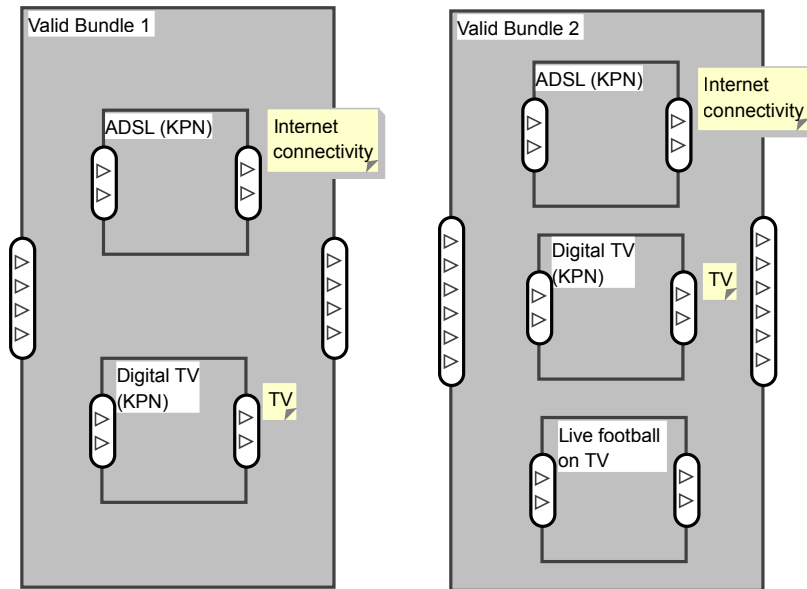 Valid Bundle 1
ADSL (KPN)
Internet
connectivity
Digital TV
(KPN)
TV
Valid Bundle 2
ADSL (KPN)
Internet
connectivity
Digital TV
(KPN)
TV
Live football
on TV